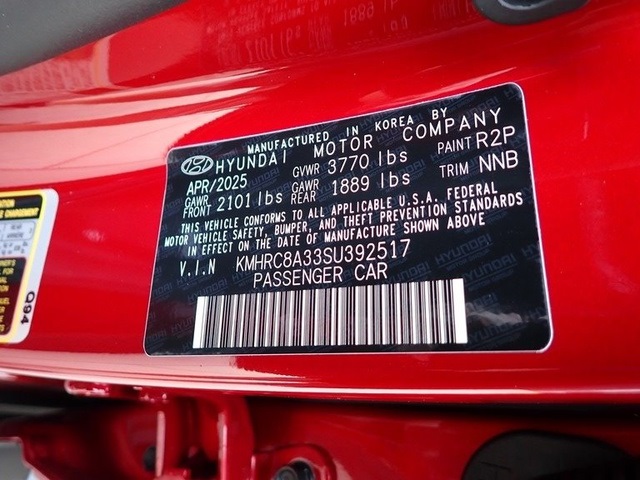 MANUFACTURED IN KOREA BY
HYUNDAI MOTOR COMPANY
APR/2025 GVWR 3770 lbs PAINT R2P
GAWR FRONT 2101 lbs GAWR REAR 1889 lbs TRIM NNB
THIS VEHICLE CONFORMS TO ALL APPLICABLE U.S.A. FEDERAL
MOTOR VEHICLE SAFETY, BUMPER, AND THEFT PREVENTION STANDARDS
IN EFFECT ON THE DATE OF MANUFACTURE SHOWN ABOVE
V.I.N KMHRC8A33SU392517
PASSENGER CAR
Q94